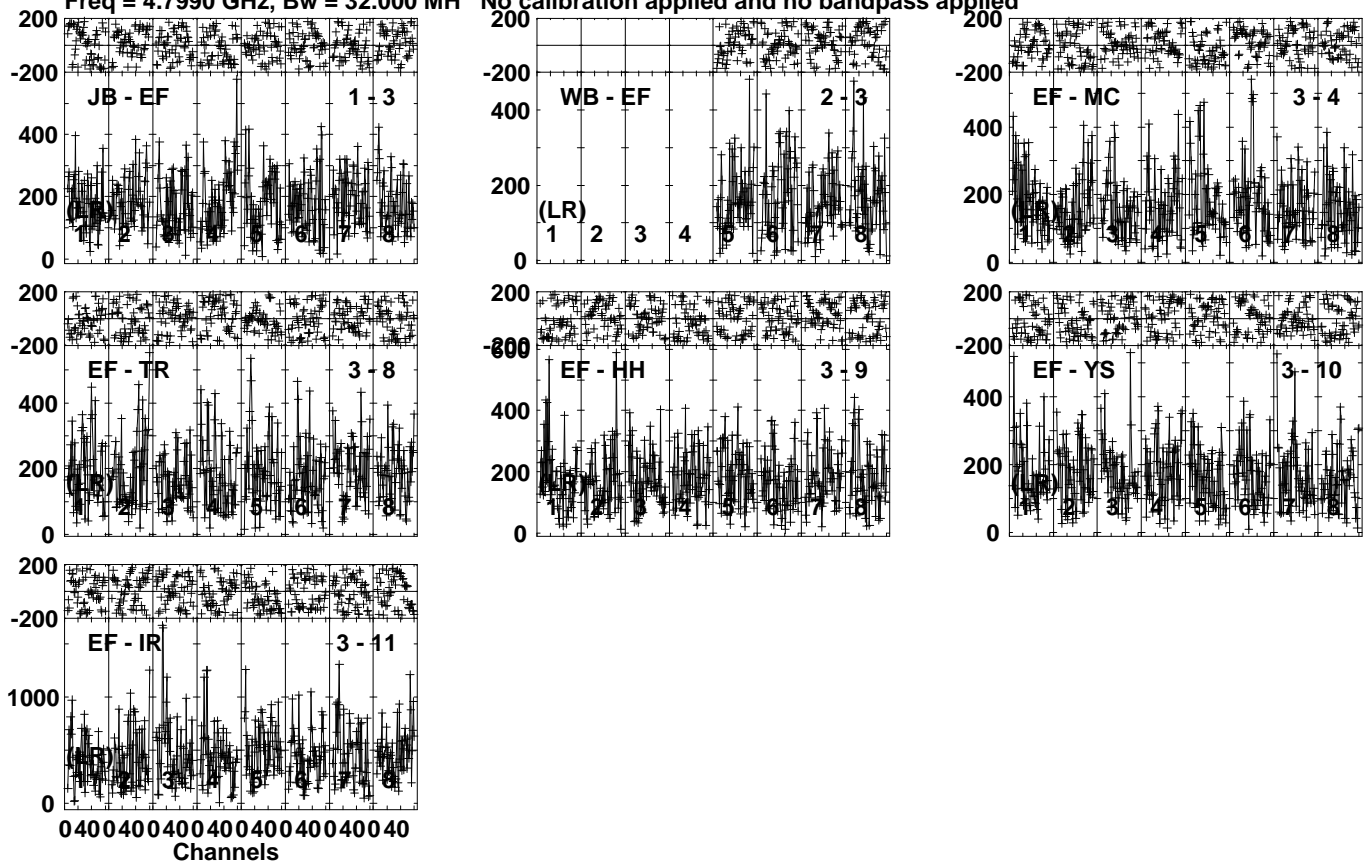 Freq = 4.7990 GHz, Bw = 32.000 MH No calibration applied and no bandpass applied
200
-200
JB - EF 1 - 3
400
200
0
(LR)
1 2 3 4 5 6 7 8
200
-200
WB - EF 2 - 3
400
200
0
(LR)
1 2 3 4 5 6 7 8
200
-200
EF - MC 3 - 4
400
200
0
(LR)
1 2 3 4 5 6 7 8
200
-200
EF - TR 3 - 8
400
200
0
(LR)
1 2 3 4 5 6 7 8
200
-200
600
EF - HH 3 - 9
400
200
0
(LR)
1 2 3 4 5 6 7 8
200
-200
EF - YS 3 - 10
400
200
0
(LR)
1 2 3 4 5 6 7 8
200
-200
EF - IR 3 - 11
1000
0
(LR)
1 2 3 4 5 6 7 8
0 40 0 40 0 40 0 40 0 40 0 40 0 40 0 40
Channels